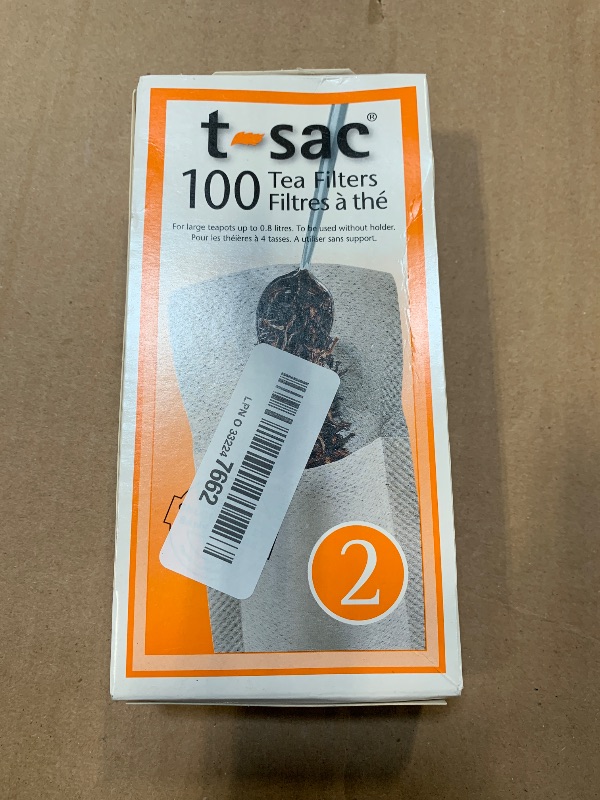 t-sac®
100 Tea Filters
Filtres à thé
For large teapots up to 0.8 litres. To be used without holder.
Pour les théières à 4 tasses. A utiliser sans support.
LPN O 33224 7662
2